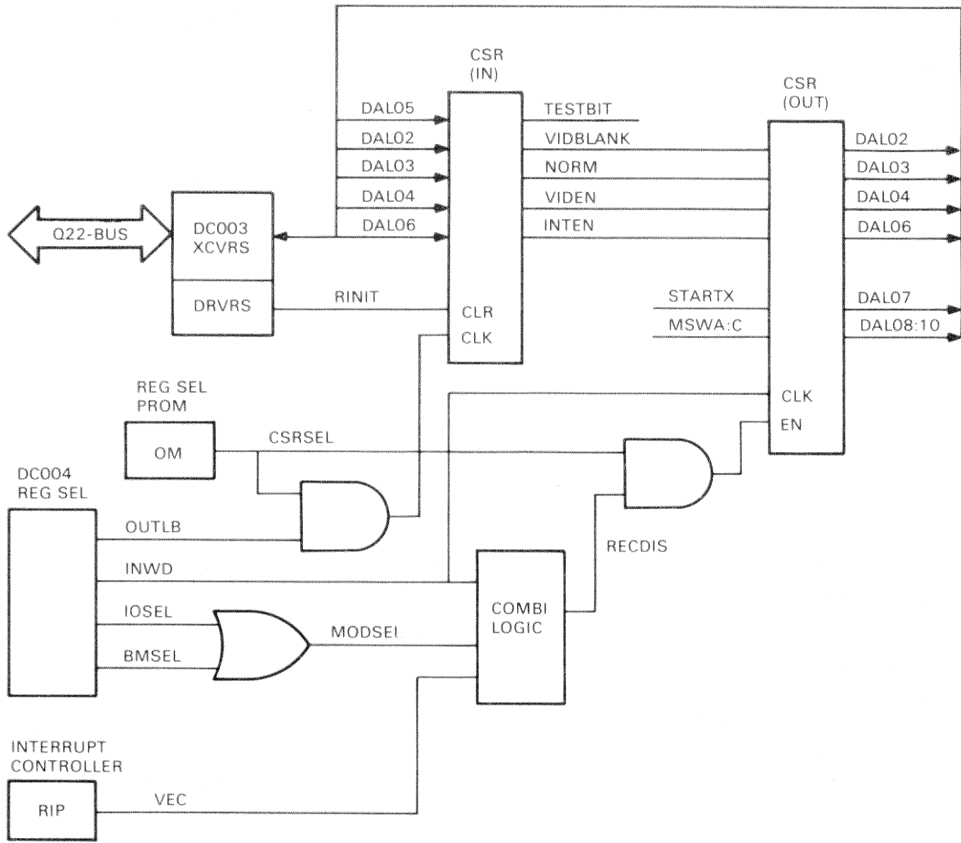 CSR
(IN)
CSR
(OUT)
DAL05
DAL02
DAL03
DAL04
DAL06
TESTBIT
VIDBLANK
NORM
VIDEN
INTEN
DAL02
DAL03
DAL04
DAL06
Q22-BUS
DC003
XCVRS
DRVRS
RINIT
CLR
CLK
STARTX
MSWA:C
DAL07
DAL08:10
CLK
EN
REG SEL
PROM
OM
CSRSEL
DC004
REG SEL
OUTLB
INWD
IOSEL
BMSEL
MODSEL
RECDIS
COMBI
LOGIC
INTERRUPT
CONTROLLER
RIP
VEC